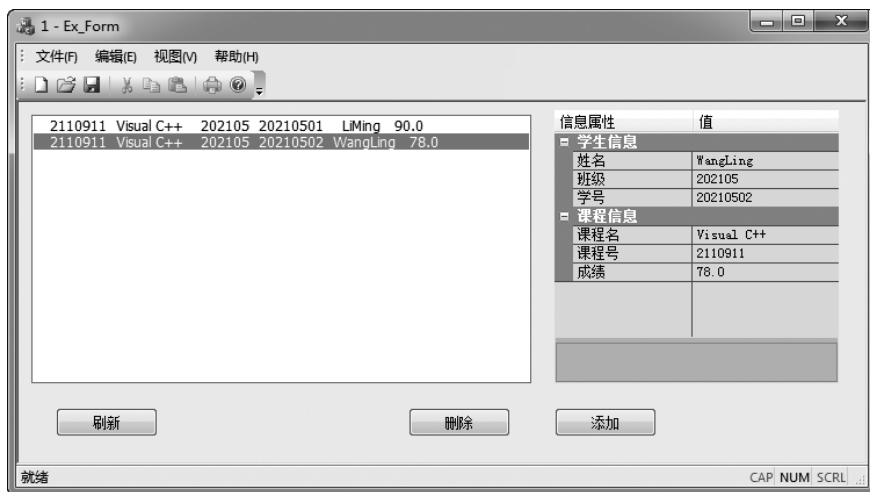 1 - Ex_Form
文件(F) 编辑(E) 视图(V) 帮助(H)
2110911 Visual C++ 202105 20210501 LiMing 90.0
2110911 Visual C++ 202105 20210502 WangLing 78.0
信息属性 值
学生信息
姓名 WangLing
班级 202105
学号 20210502
课程信息
课程名 Visual C++
课程号 2110911
成绩 78.0
刷新 删除 添加
就绪 CAP NUM SCRL